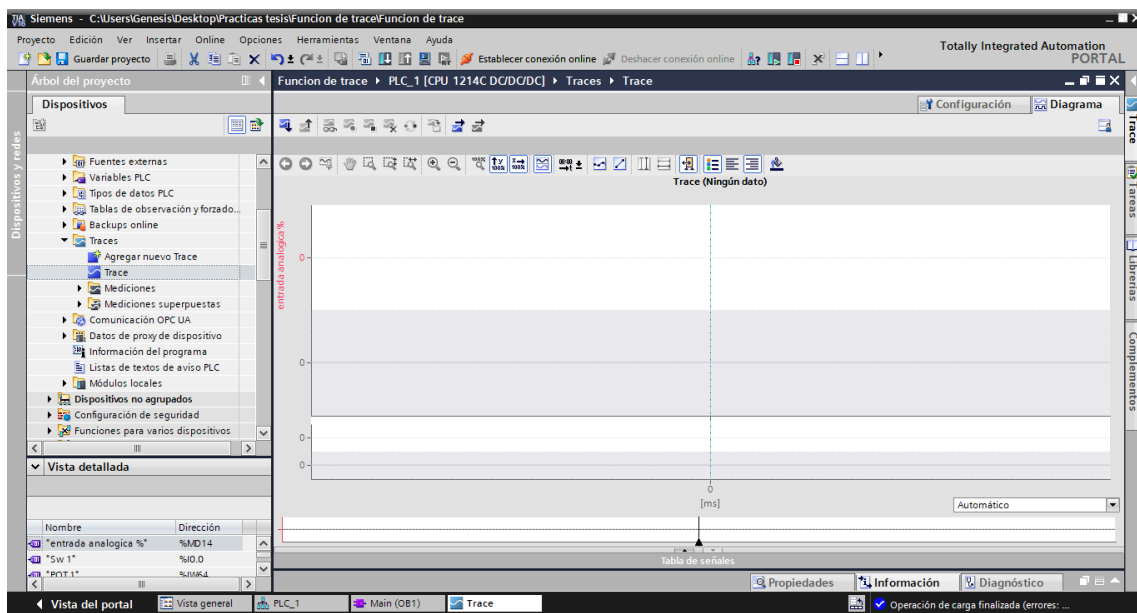 Siemens - C:\Users\Genesis\Desktop\Practicas tesis\Funcion de trace\Funcion de trace
Proyecto Edición Ver Insertar Online Opciones Herramientas Ventana Ayuda
Guardar proyecto Establecer conexión online Deshacer conexión online
Totally Integrated Automation
PORTAL
Árbol del proyecto
Funcion de trace PLC_1 [CPU 1214C DC/DC/DC] Traces Trace
Dispositivos
Configuración Diagrama
Dispositivos y redes
Fuentes externas
Variables PLC
Tipos de datos PLC
Tablas de observación y forzado...
Backups online
Traces
Agregar nuevo Trace
Trace
Mediciones
Mediciones superpuestas
Comunicación OPC UA
Datos de proxy de dispositivo
Información del programa
Listas de textos de aviso PLC
Módulos locales
Dispositivos no agrupados
Configuración de seguridad
Funciones para varios dispositivos
Vista detallada
Nombre Dirección
"entrada analogica %" %MD14
"Sw 1" %I0.0
"POT 1" %IW64
Trace (Ningún dato)
entrada analogica %
0
0
0
0
0
[ms]
Automático
Tabla de señales
Trace
Tareas
Librerías
Complementos
Propiedades Información Diagnóstico
Vista del portal Vista general PLC_1 Main (OB1) Trace Operación de carga finalizada (errores: ...